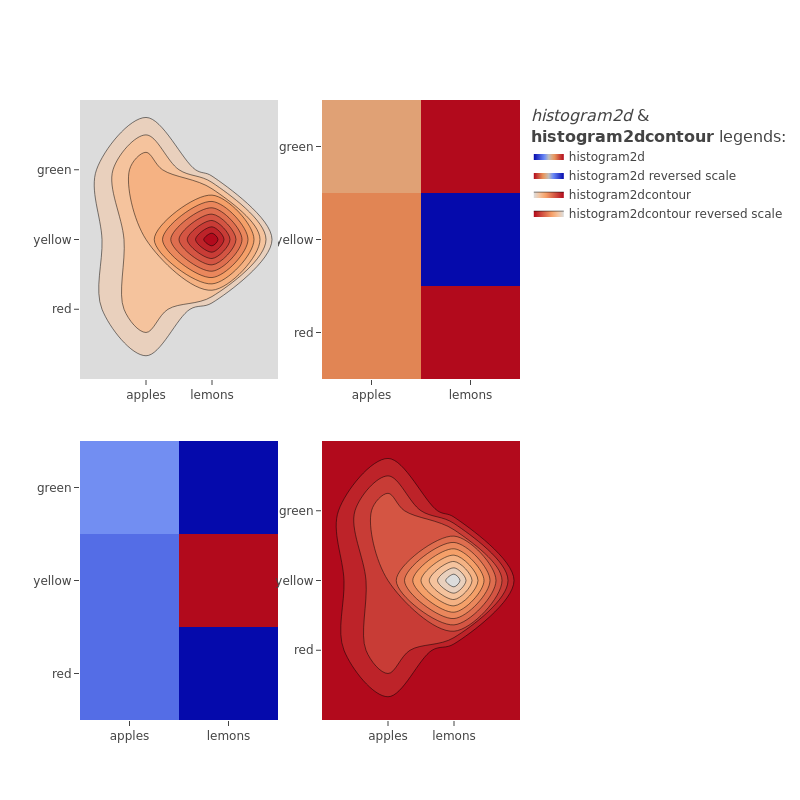 green
yellow
red
apples lemons
green
yellow
red
apples lemons
histogram2d &
histogram2dcontour legends:
histogram2d
histogram2d reversed scale
histogram2dcontour
histogram2dcontour reversed scale
green
yellow
red
apples lemons
green
yellow
red
apples lemons